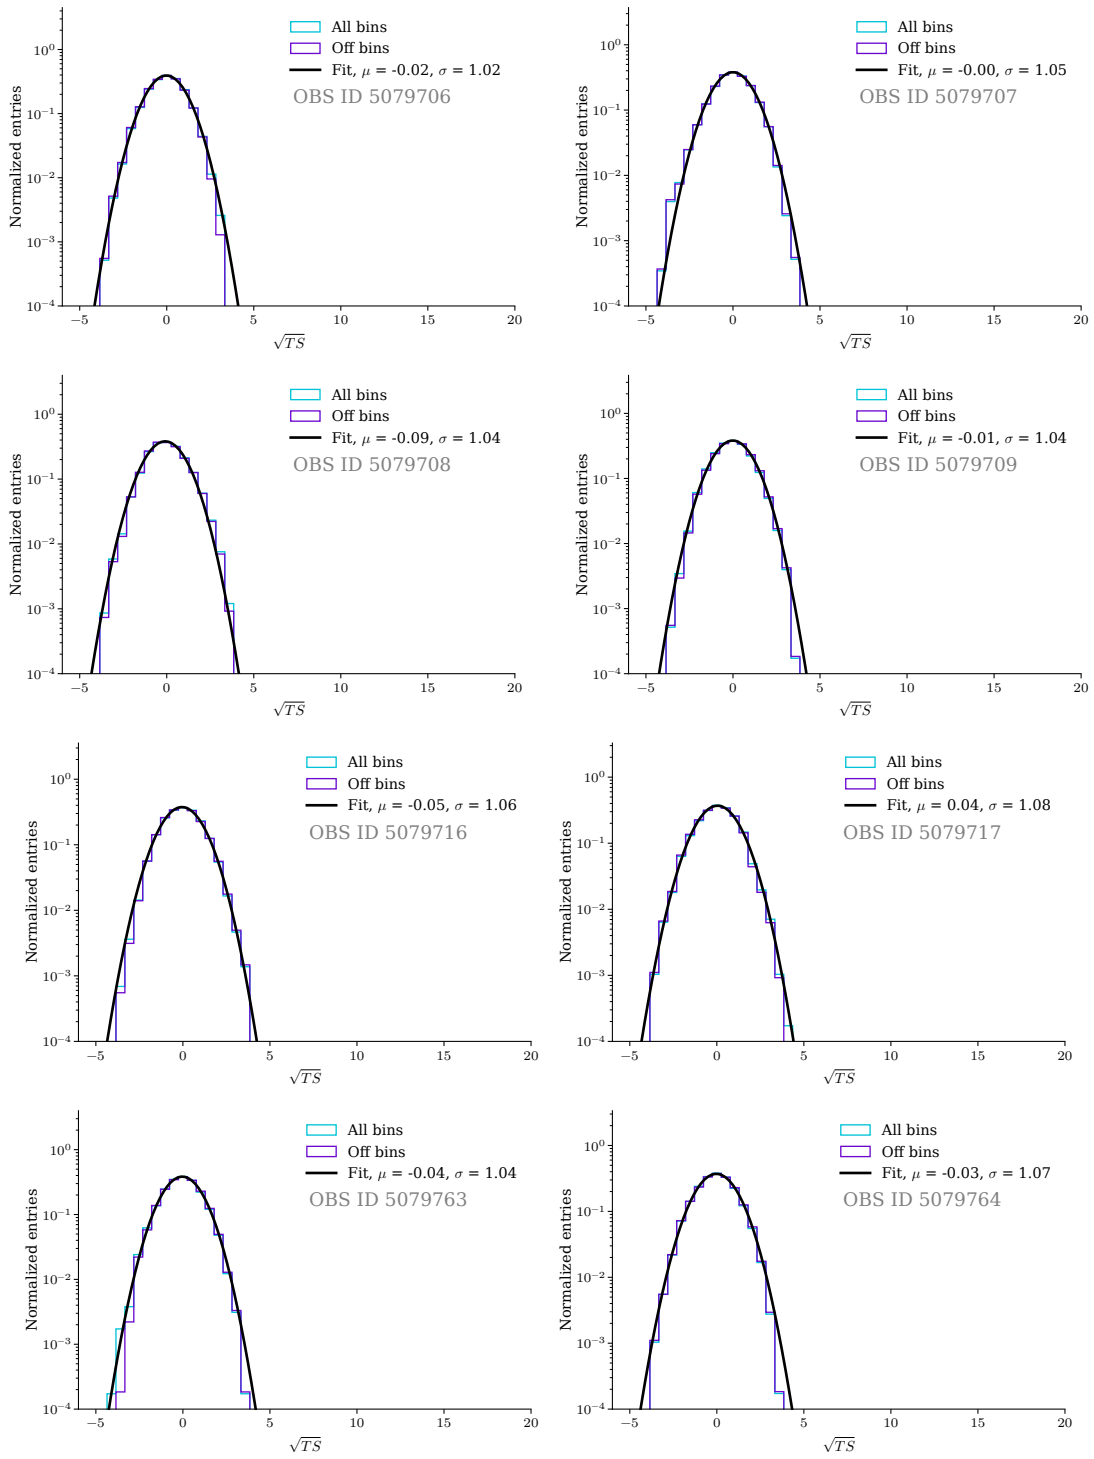 All bins
Off bins
Fit, μ = -0.02, σ = 1.02
OBS ID 5079706
Normalized entries
10⁰
10⁻¹
10⁻²
10⁻³
10⁻⁴
−5 0 5 10 15 20
√TS
All bins
Off bins
Fit, μ = -0.00, σ = 1.05
OBS ID 5079707
Normalized entries
10⁰
10⁻¹
10⁻²
10⁻³
10⁻⁴
−5 0 5 10 15 20
√TS
All bins
Off bins
Fit, μ = -0.09, σ = 1.04
OBS ID 5079708
Normalized entries
10⁰
10⁻¹
10⁻²
10⁻³
10⁻⁴
−5 0 5 10 15 20
√TS
All bins
Off bins
Fit, μ = -0.01, σ = 1.04
OBS ID 5079709
Normalized entries
10⁰
10⁻¹
10⁻²
10⁻³
10⁻⁴
−5 0 5 10 15 20
√TS
All bins
Off bins
Fit, μ = -0.05, σ = 1.06
OBS ID 5079716
Normalized entries
10⁰
10⁻¹
10⁻²
10⁻³
10⁻⁴
−5 0 5 10 15 20
√TS
All bins
Off bins
Fit, μ = 0.04, σ = 1.08
OBS ID 5079717
Normalized entries
10⁰
10⁻¹
10⁻²
10⁻³
10⁻⁴
−5 0 5 10 15 20
√TS
All bins
Off bins
Fit, μ = -0.04, σ = 1.04
OBS ID 5079763
Normalized entries
10⁰
10⁻¹
10⁻²
10⁻³
10⁻⁴
−5 0 5 10 15 20
√TS
All bins
Off bins
Fit, μ = -0.03, σ = 1.07
OBS ID 5079764
Normalized entries
10⁰
10⁻¹
10⁻²
10⁻³
10⁻⁴
−5 0 5 10 15 20
√TS